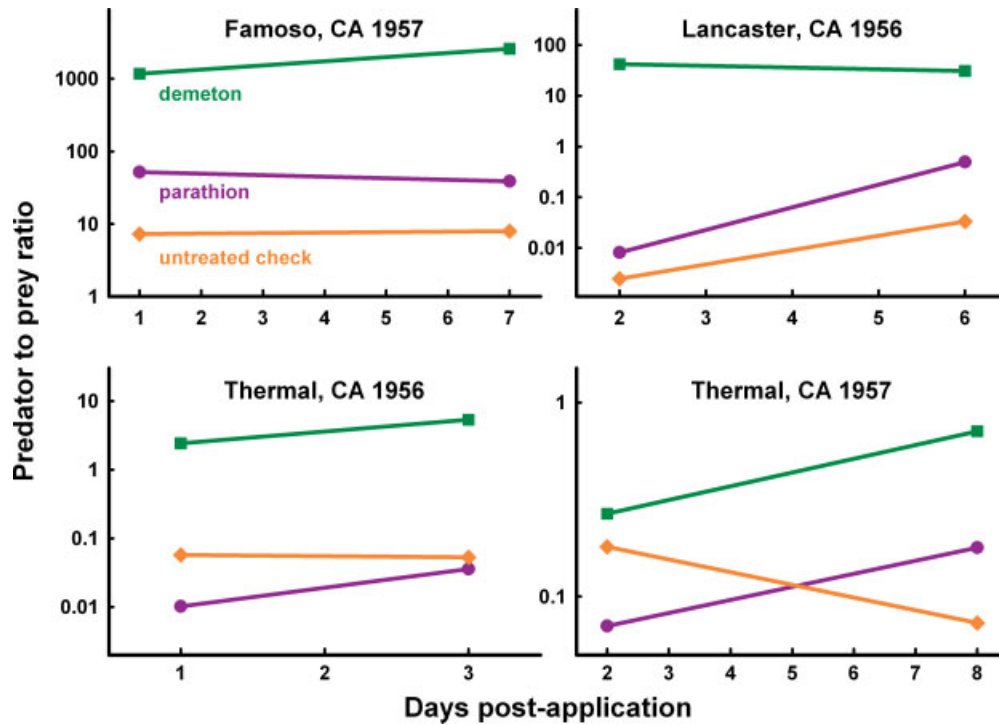 Famoso, CA 1957
1000
100
10
1
demeton
parathion
untreated check
1 2 3 4 5 6 7
Lancaster, CA 1956
100
10
1
0.1
0.01
2 3 4 5 6
Predator to prey ratio
Thermal, CA 1956
10
1
0.1
0.01
1 2 3
Thermal, CA 1957
1
0.1
2 3 4 5 6 7 8
Days post-application